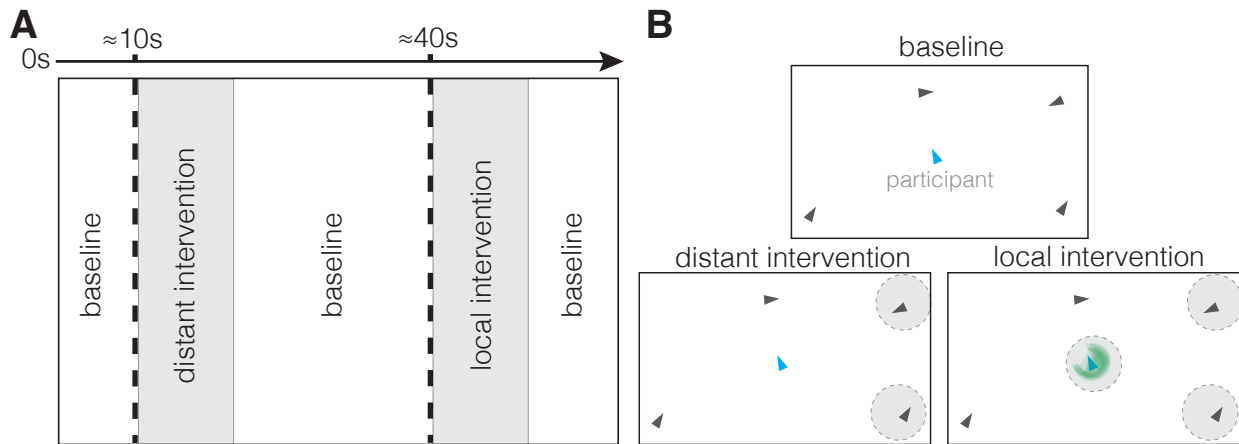 A
≈10s
≈40s
0s
baseline
distant intervention
baseline
local intervention
baseline
B
baseline
participant
distant intervention
local intervention